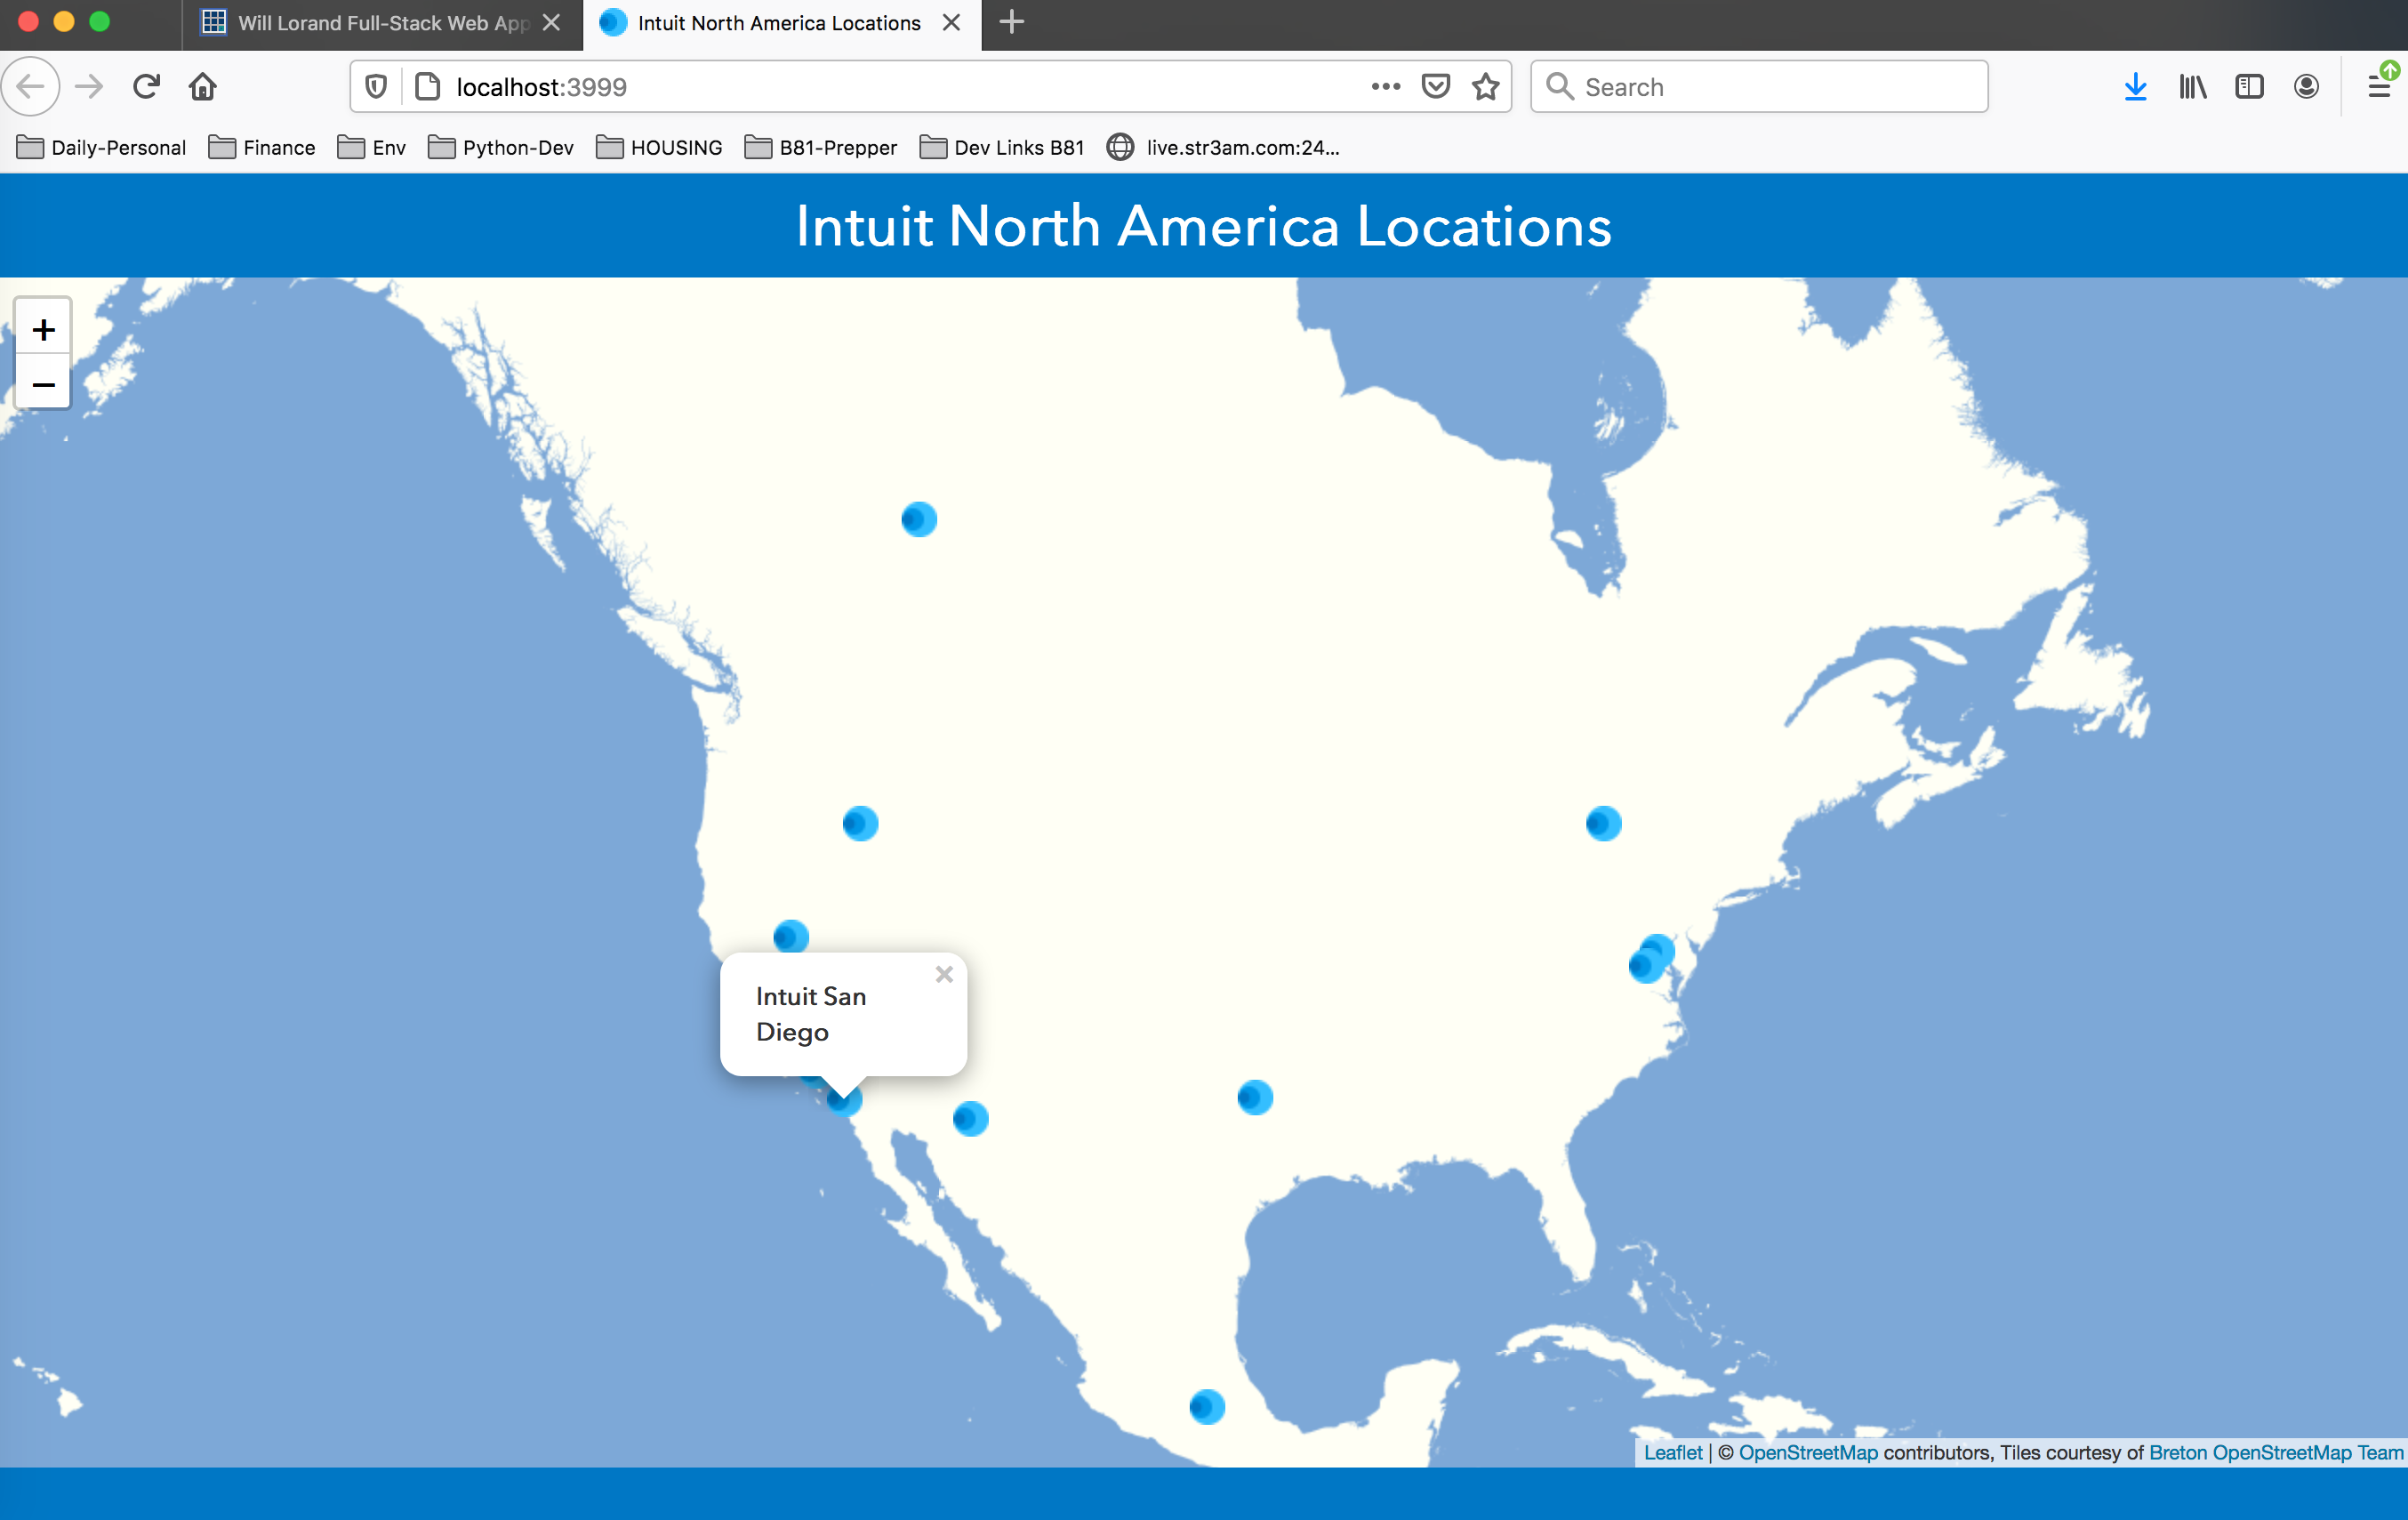 Will Lorand Full-Stack Web App
Intuit North America Locations
localhost:3999
Search
Daily-Personal
Finance
Env
Python-Dev
HOUSING
B81-Prepper
Dev Links B81
live.str3am.com:24...
Intuit North America Locations
+
−
Intuit San
Diego
Leaflet | © OpenStreetMap contributors, Tiles courtesy of Breton OpenStreetMap Team